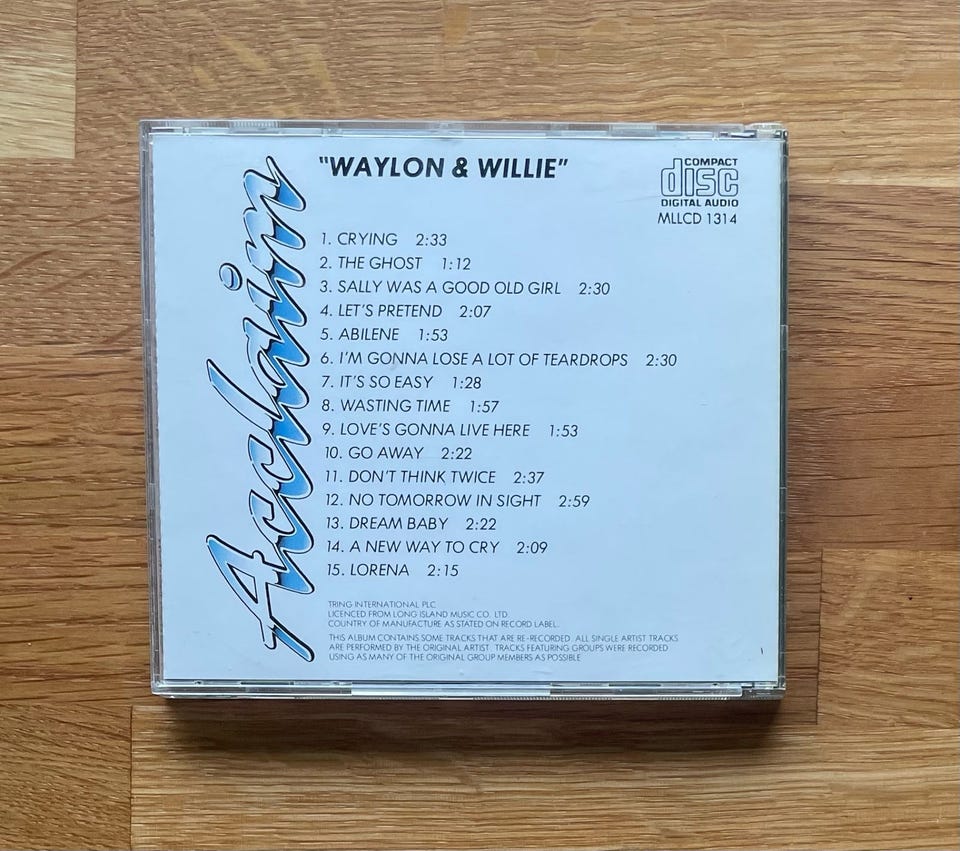 Acclaim
"WAYLON & WILLIE"
COMPACT
disc
DIGITAL AUDIO
MLLCD 1314
1. CRYING 2:33
2. THE GHOST 1:12
3. SALLY WAS A GOOD OLD GIRL 2:30
4. LET'S PRETEND 2:07
5. ABILENE 1:53
6. I'M GONNA LOSE A LOT OF TEARDROPS 2:30
7. IT'S SO EASY 1:28
8. WASTING TIME 1:57
9. LOVE'S GONNA LIVE HERE 1:53
10. GO AWAY 2:22
11. DON'T THINK TWICE 2:37
12. NO TOMORROW IN SIGHT 2:59
13. DREAM BABY 2:22
14. A NEW WAY TO CRY 2:09
15. LORENA 2:15
TRING INTERNATIONAL PLC
LICENCED FROM LONG ISLAND MUSIC CO. LTD.
COUNTRY OF MANUFACTURE AS STATED ON RECORD LABEL.
THIS ALBUM CONTAINS SOME TRACKS THAT ARE RE-RECORDED. ALL SINGLE ARTIST TRACKS
ARE PERFORMED BY THE ORIGINAL ARTIST. TRACKS FEATURING GROUPS WERE RECORDED
USING AS MANY OF THE ORIGINAL GROUP MEMBERS AS POSSIBLE